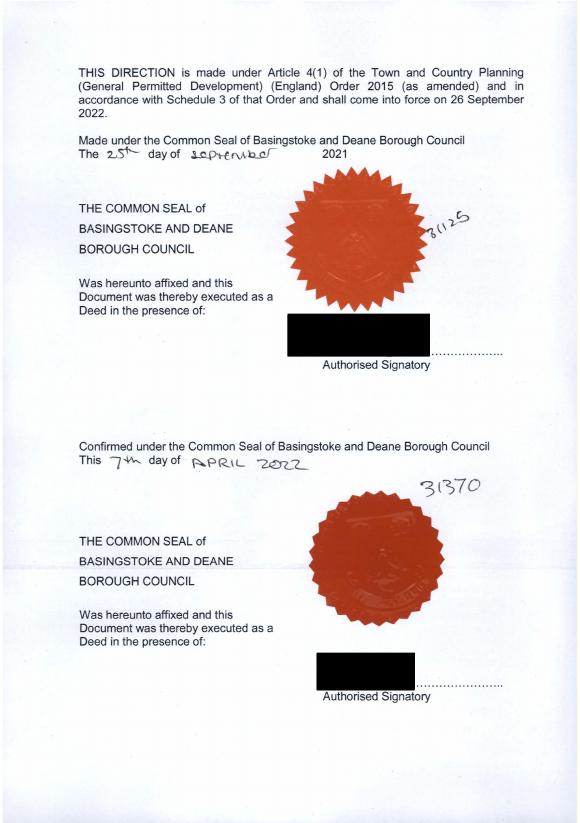 THIS DIRECTION is made under Article 4(1) of the Town and Country Planning
(General Permitted Development) (England) Order 2015 (as amended) and in
accordance with Schedule 3 of that Order and shall come into force on 26 September
2022.
Made under the Common Seal of Basingstoke and Deane Borough Council
The 25th day of September 2021
THE COMMON SEAL of
BASINGSTOKE AND DEANE
BOROUGH COUNCIL
31125
Was hereunto affixed and this
Document was thereby executed as a
Deed in the presence of:
....................
Authorised Signatory
Confirmed under the Common Seal of Basingstoke and Deane Borough Council
This 7th day of APRIL 2022
31370
THE COMMON SEAL of
BASINGSTOKE AND DEANE
BOROUGH COUNCIL
Was hereunto affixed and this
Document was thereby executed as a
Deed in the presence of:
....................
Authorised Signatory